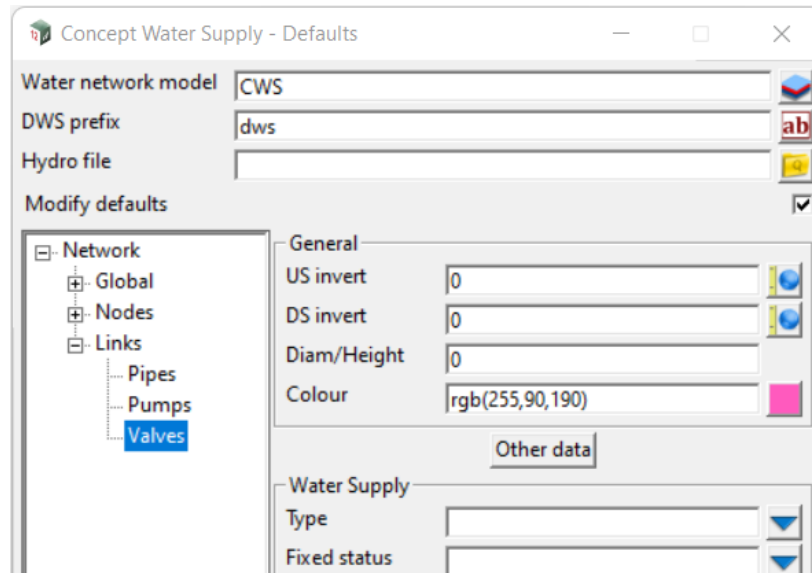 Concept Water Supply - Defaults
Water network model CWS
DWS prefix dws
Hydro file
Modify defaults
Network
Global
Nodes
Links
Pipes
Pumps
Valves
General
US invert 0
DS invert 0
Diam/Height 0
Colour rgb(255,90,190)
Other data
Water Supply
Type
Fixed status
ab